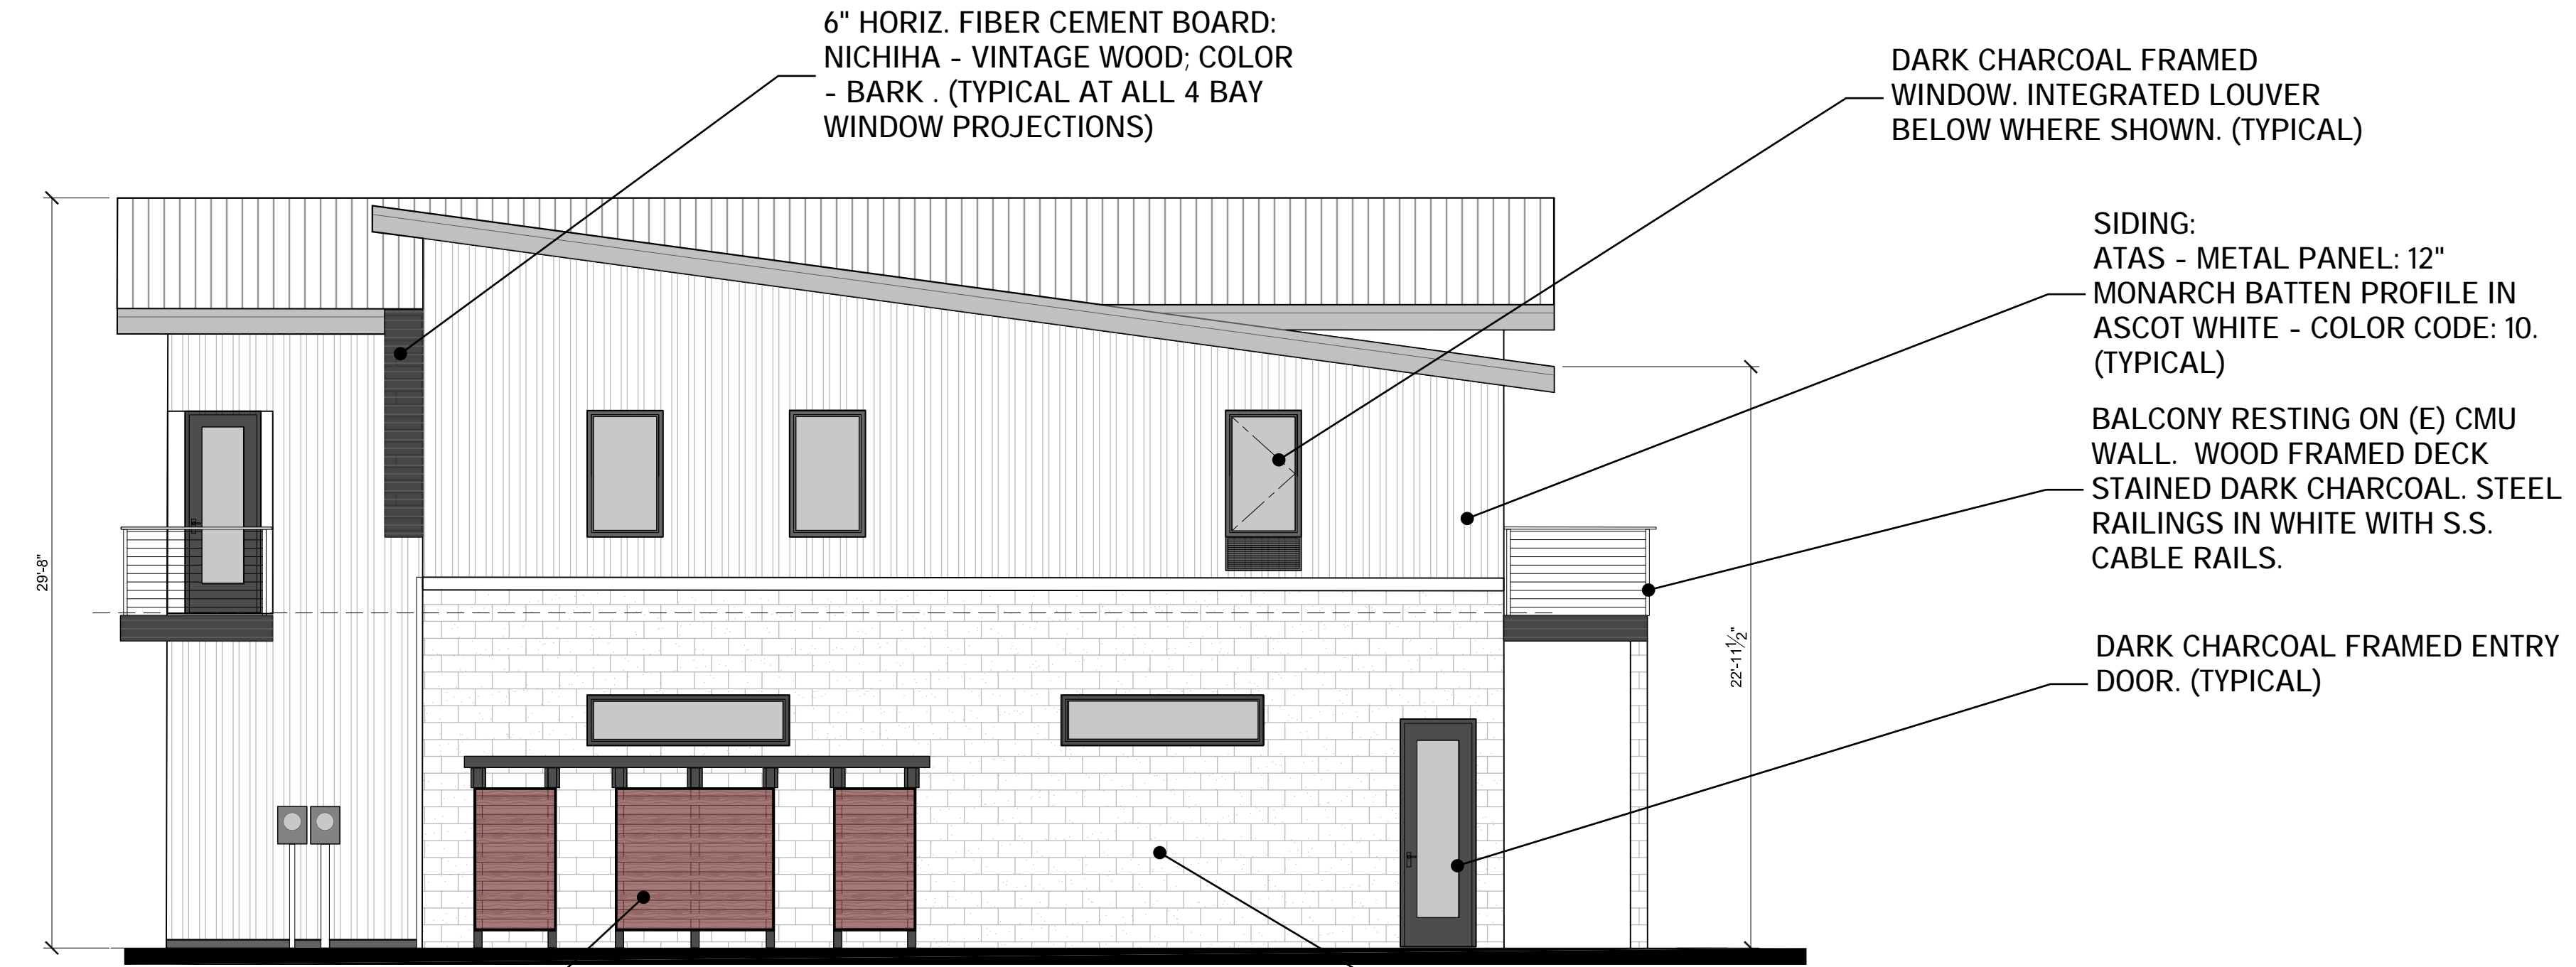 6" HORIZ. FIBER CEMENT BOARD:
NICHIHA - VINTAGE WOOD; COLOR
- BARK . (TYPICAL AT ALL 4 BAY
WINDOW PROJECTIONS)
DARK CHARCOAL FRAMED
WINDOW. INTEGRATED LOUVER
BELOW WHERE SHOWN. (TYPICAL)
SIDING:
ATAS - METAL PANEL: 12"
MONARCH BATTEN PROFILE IN
ASCOT WHITE - COLOR CODE: 10.
(TYPICAL)
BALCONY RESTING ON (E) CMU
WALL. WOOD FRAMED DECK
STAINED DARK CHARCOAL. STEEL
RAILINGS IN WHITE WITH S.S.
CABLE RAILS.
DARK CHARCOAL FRAMED ENTRY
DOOR. (TYPICAL)
29'-8"
22'-11½"